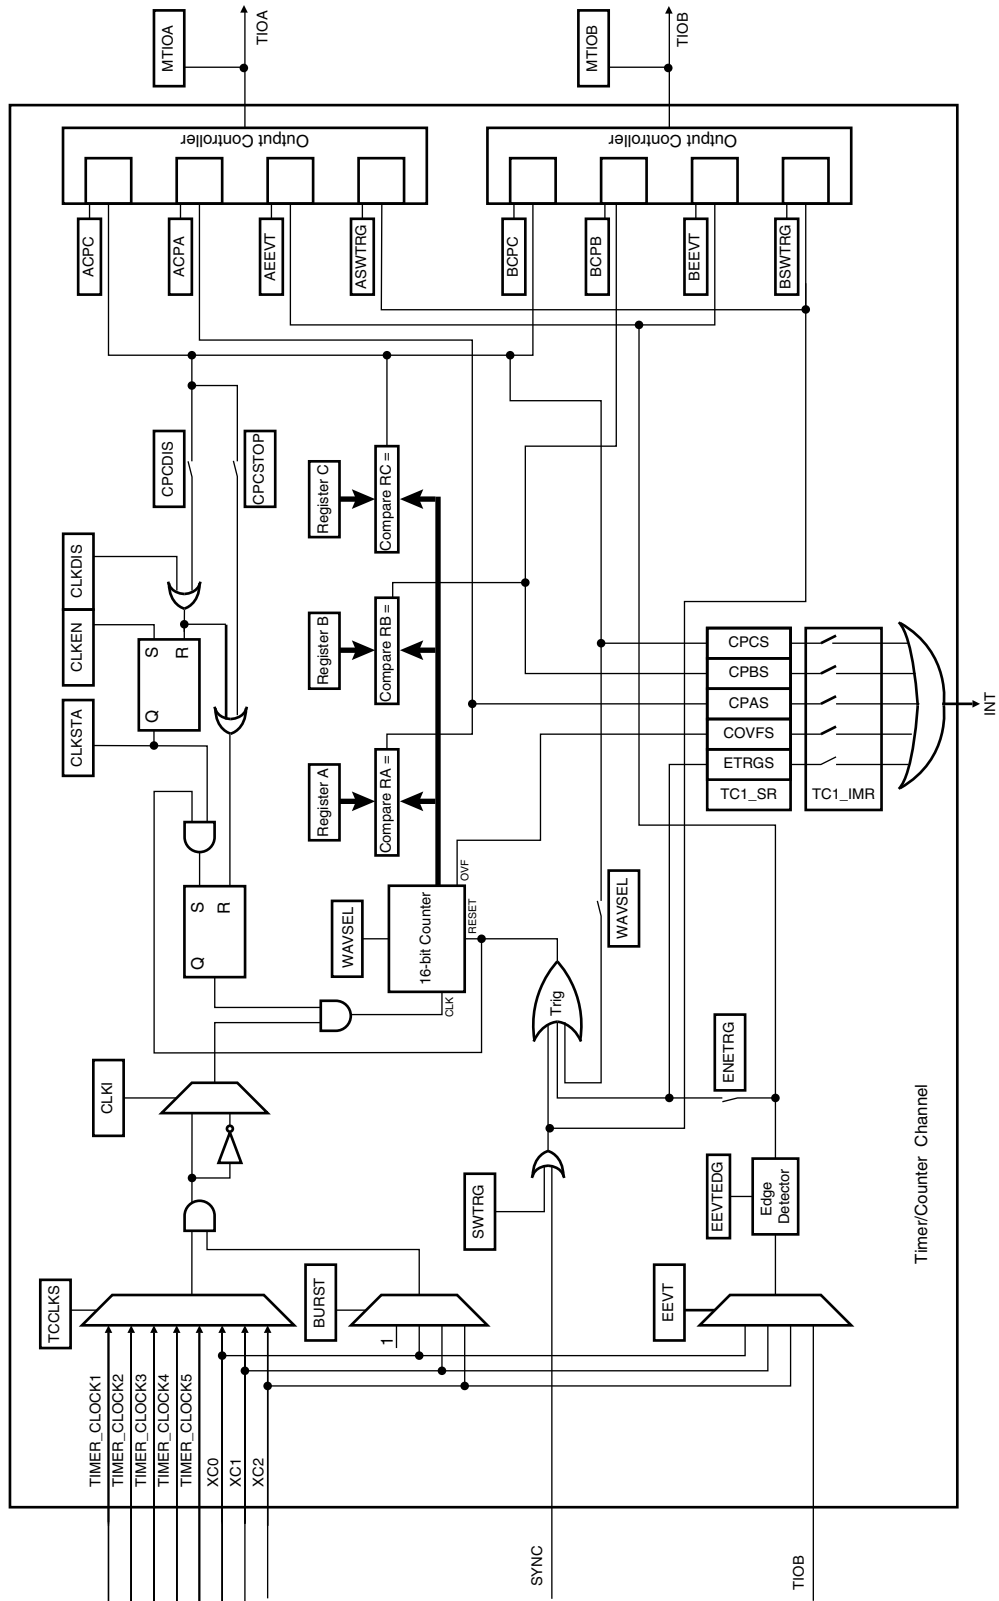 MTIOA
TIOA
MTIOB
TIOB
Output Controller
Output Controller
ACPC
ACPA
AEEVT
ASWTRG
BCPC
BCPB
BEEVT
BSWTRG
CPCDIS
CPCSTOP
Register C
Compare RC =
CLKDIS
CLKEN
S
R
Q
CLKSTA
Register B
Compare RB =
Register A
Compare RA =
CPCS
CPBS
CPAS
COVFS
ETRGS
TC1_SR
TC1_IMR
INT
S
R
Q
WAVSEL
16-bit Counter
OVF
RESET
CLK
WAVSEL
Trig
CLKI
ENETRG
SWTRG
EEVTEDG
Edge
Detector
Timer/Counter Channel
TCCLKS
BURST
1
EEVT
TIMER_CLOCK1
TIMER_CLOCK2
TIMER_CLOCK3
TIMER_CLOCK4
TIMER_CLOCK5
XC0
XC1
XC2
SYNC
TIOB